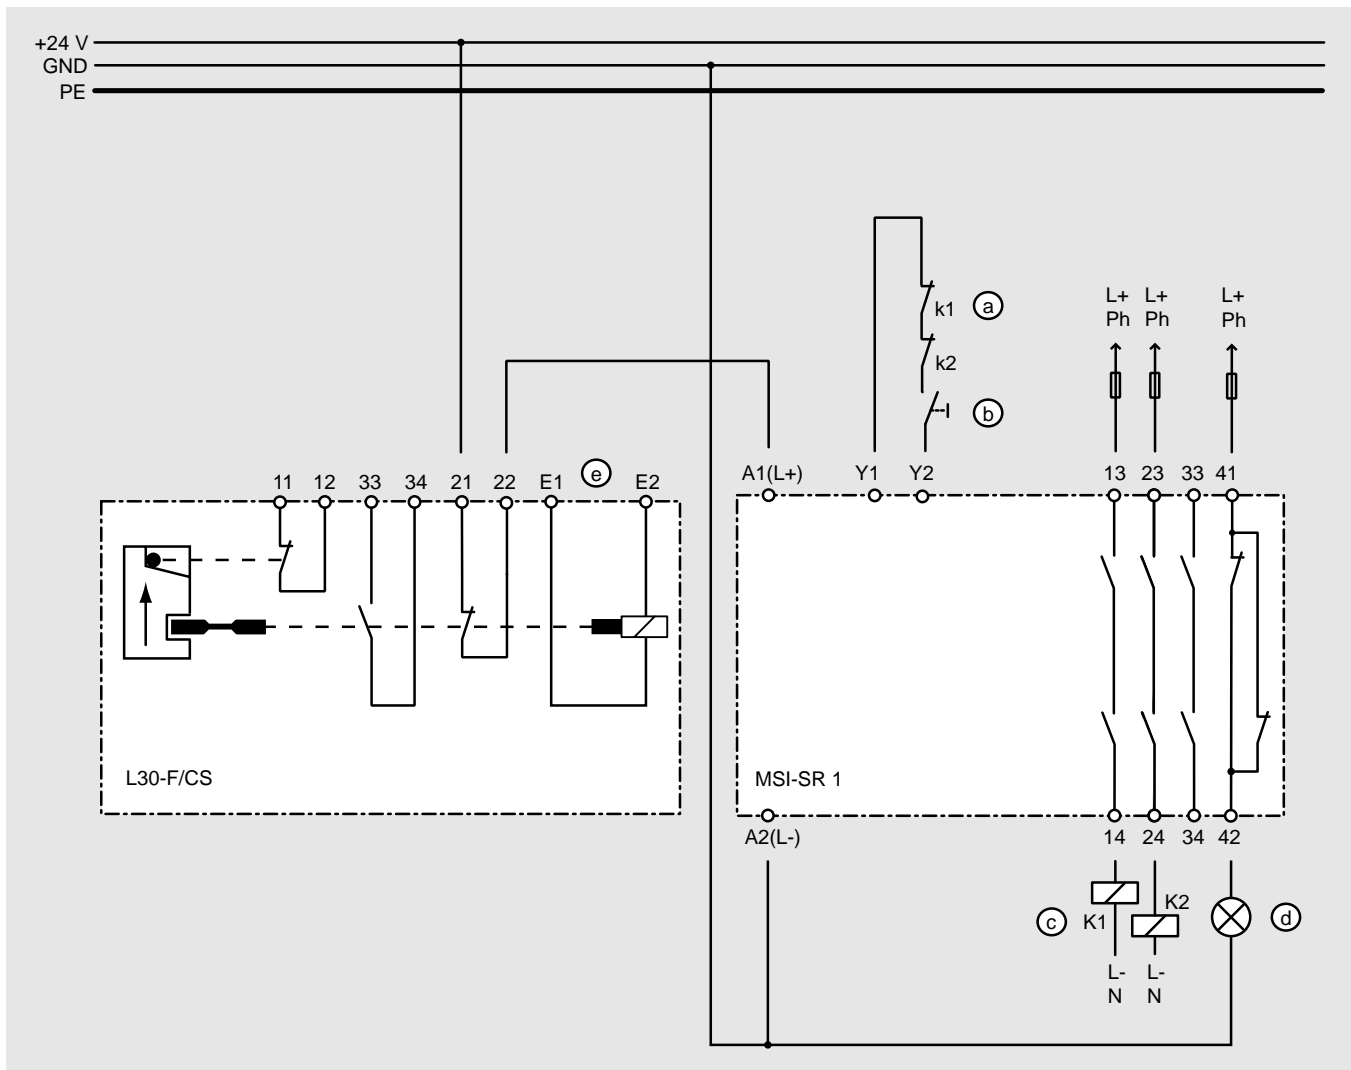 +24 V
GND
PE
k1
a
k2
b
L+ L+ L+
Ph Ph Ph
11 12 33 34 21 22 E1 e E2
A1(L+) Y1 Y2 13 23 33 41
L30-F/CS
MSI-SR 1
A2(L-) 14 24 34 42
c K1 K2 d
L- L-
N N